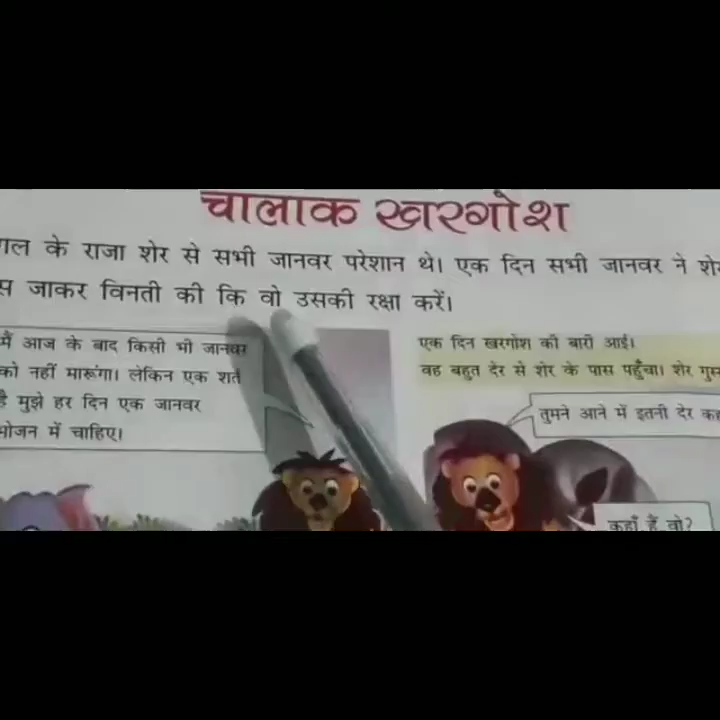 चालाक खरगोश
के राजा शेर से सभी जानवर परेशान थे। एक दिन सभी जानवर ने
जाकर विनती की कि वो उसकी रक्षा करें।
मैं आज के बाद किसी भी जानवर
को नहीं मारूंगा। लेकिन एक शर्त
है मुझे हर दिन एक जानवर
भोजन में चाहिए।
एक दिन खरगोश की बारी आई।
वह बहुत देर से शेर के पास पहुँचा। शेर
तुमने आने में इतनी देर
कहाँ हैं वो?